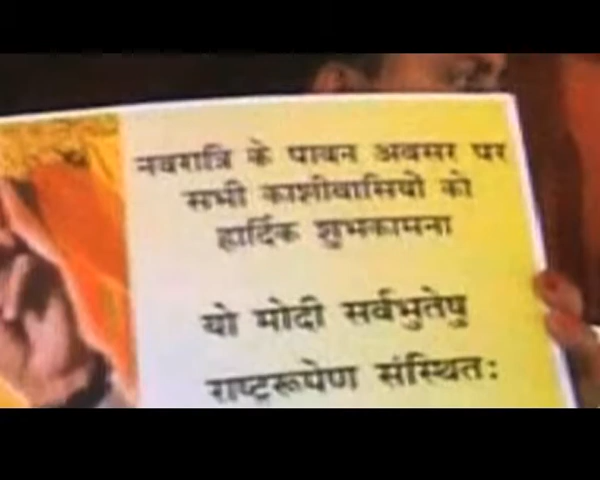 नवरात्रि के पावन अवसर पर
सभी काशीवासियों को
हार्दिक शुभकामना
यो मोदी सर्वभुतेषु
राष्ट्ररूपेण संस्थितः